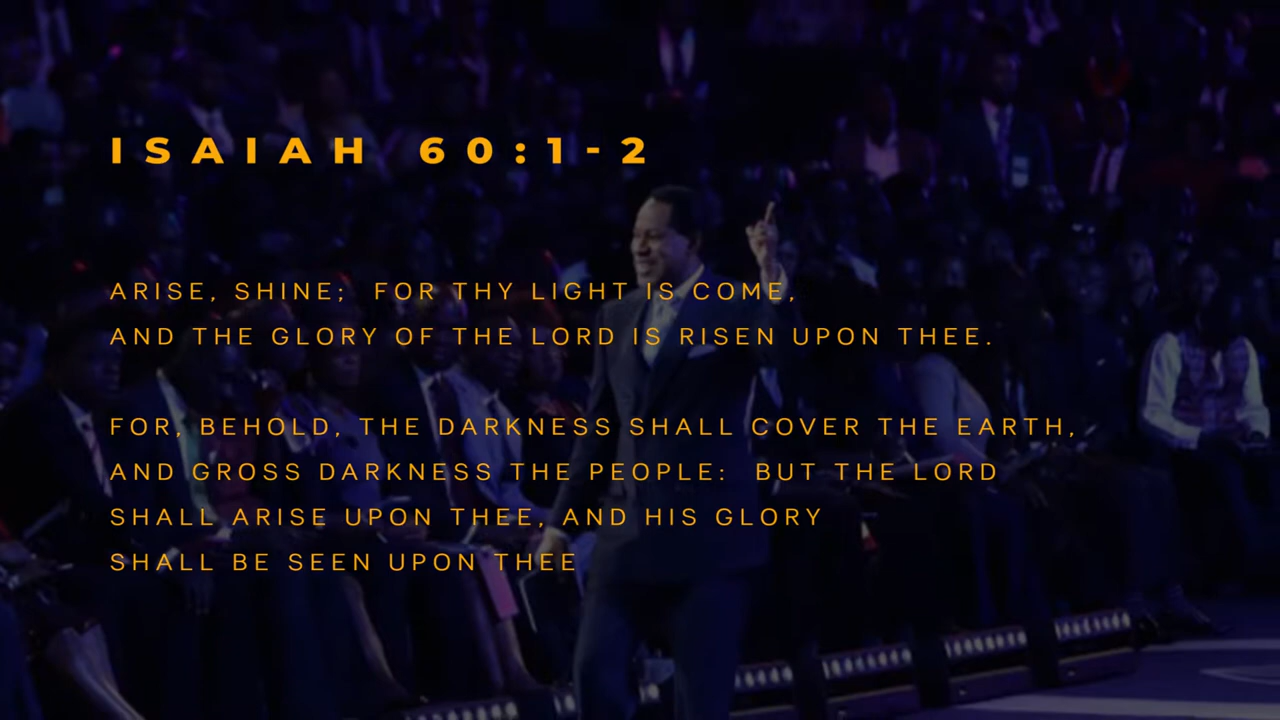 ISAIAH 60:1-2
ARISE, SHINE; FOR THY LIGHT IS COME,
AND THE GLORY OF THE LORD IS RISEN UPON THEE.
FOR, BEHOLD, THE DARKNESS SHALL COVER THE EARTH,
AND GROSS DARKNESS THE PEOPLE: BUT THE LORD
SHALL ARISE UPON THEE, AND HIS GLORY
SHALL BE SEEN UPON THEE